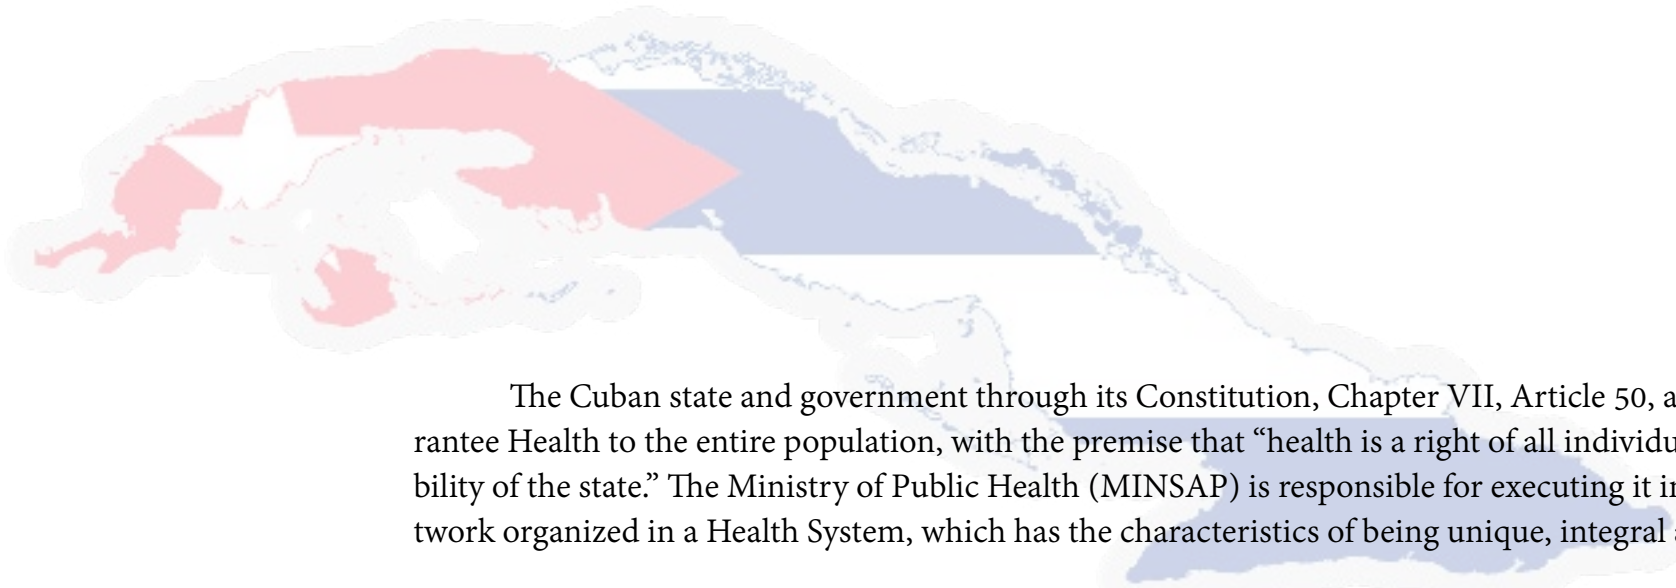 The Cuban state and government through its Constitution, Chapter VII, Article 50, a
rantee Health to the entire population, with the premise that “health is a right of all individu
bility of the state.” The Ministry of Public Health (MINSAP) is responsible for executing it in
twork organized in a Health System, which has the characteristics of being unique, integral